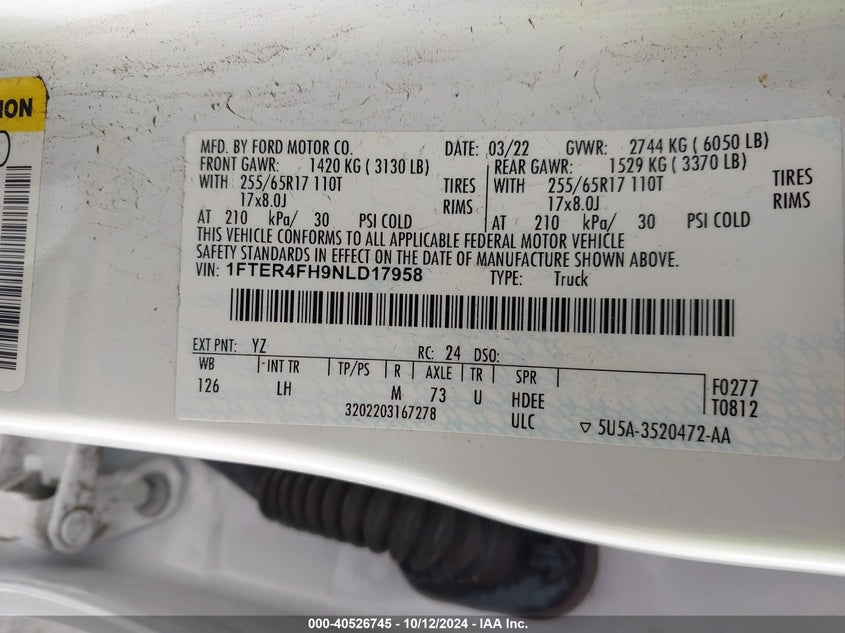 ION
MFD. BY FORD MOTOR CO. DATE: 03/22 GVWR: 2744 KG ( 6050 LB)
FRONT GAWR: 1420 KG ( 3130 LB) REAR GAWR: 1529 KG ( 3370 LB)
WITH 255/65R17 110T TIRES WITH 255/65R17 110T TIRES
17x8.0J RIMS 17x8.0J RIMS
AT 210 kPa/ 30 PSI COLD AT 210 kPa/ 30 PSI COLD
THIS VEHICLE CONFORMS TO ALL APPLICABLE FEDERAL MOTOR VEHICLE
SAFETY STANDARDS IN EFFECT ON THE DATE OF MANUFACTURE SHOWN ABOVE.
VIN: 1FTER4FH9NLD17958 TYPE: Truck
EXT PNT: YZ RC: 24 DSO:
WB INT TR TP/PS R AXLE TR SPR
126 LH M 73 U HDEE F0277
ULC T0812
3202203167278 ▽ 5U5A-3520472-AA
000-40526745 - 10/12/2024 - IAA Inc.